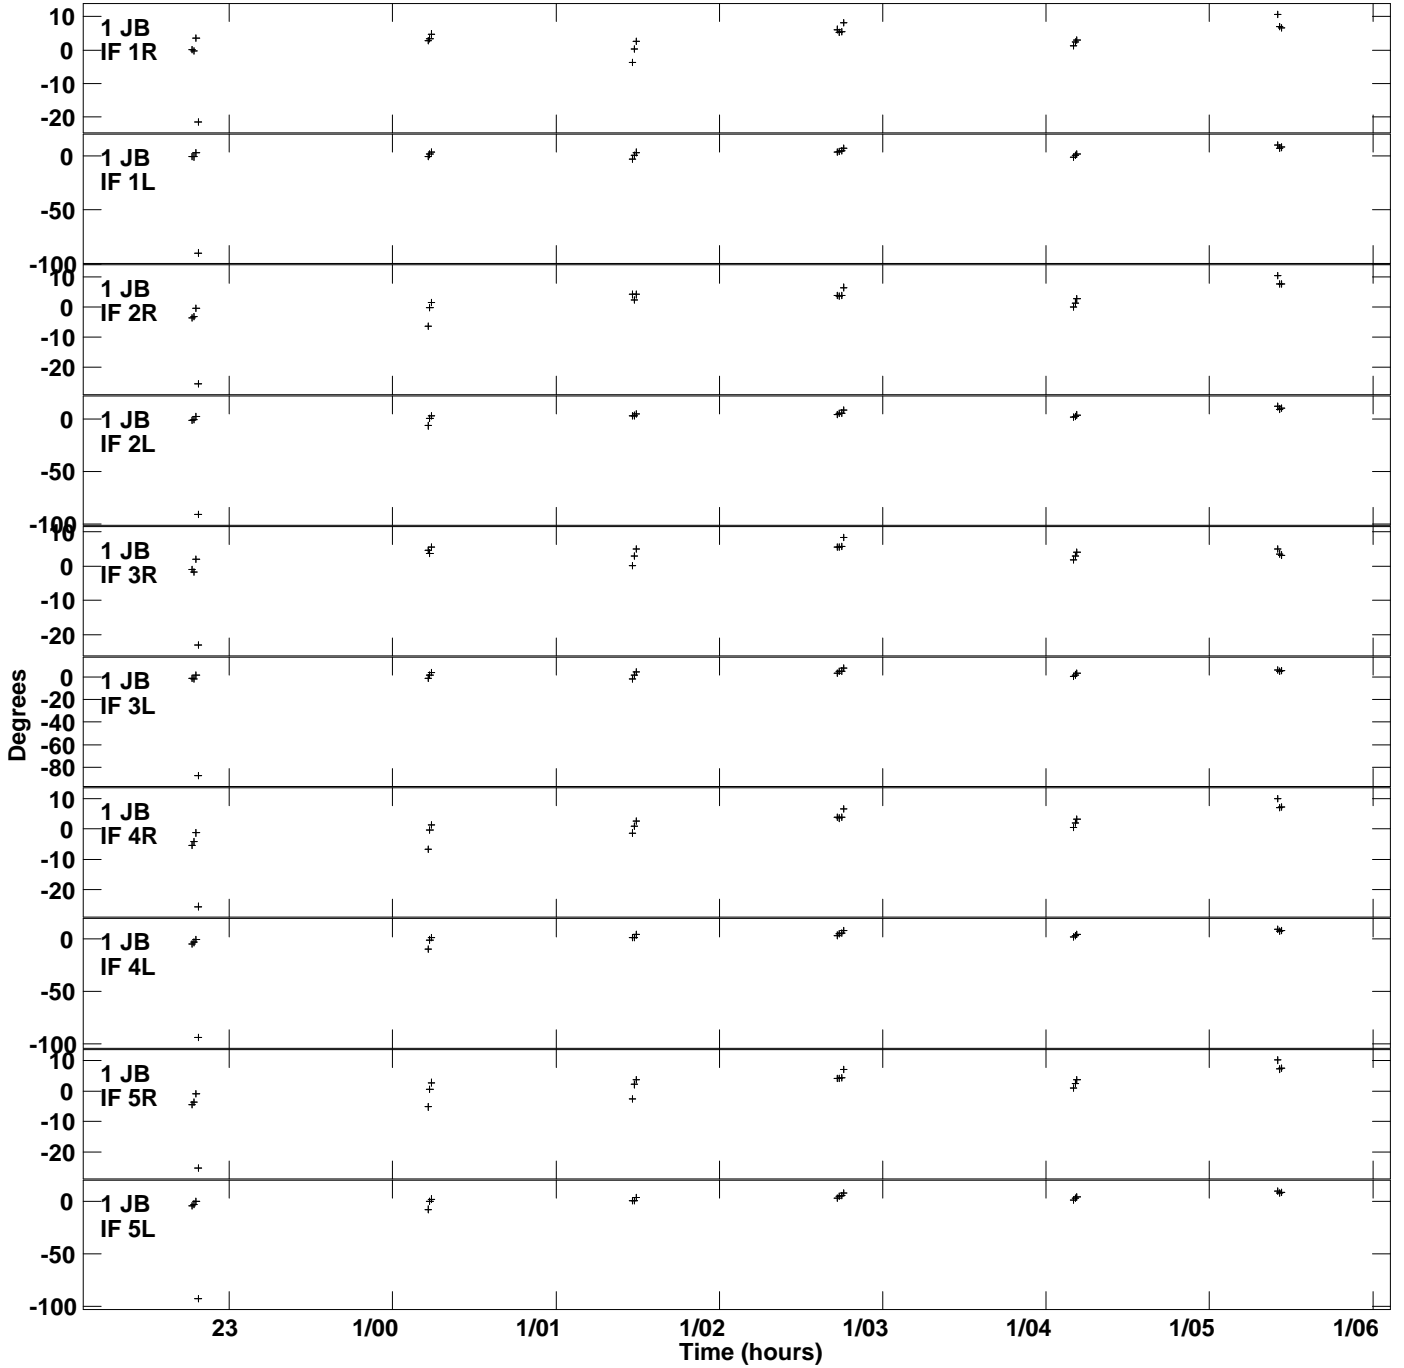 10
0
-10
-20
1 JB
IF 1R
0
-50
-100
1 JB
IF 1L
10
0
-10
-20
1 JB
IF 2R
0
-50
-100
1 JB
IF 2L
10
0
-10
-20
1 JB
IF 3R
0
-20
-40
-60
-80
1 JB
IF 3L
Degrees
10
0
-10
-20
1 JB
IF 4R
0
-50
-100
1 JB
IF 4L
10
0
-10
-20
1 JB
IF 5R
0
-50
-100
1 JB
IF 5L
23 1/00 1/01 1/02 1/03 1/04 1/05 1/06
Time (hours)